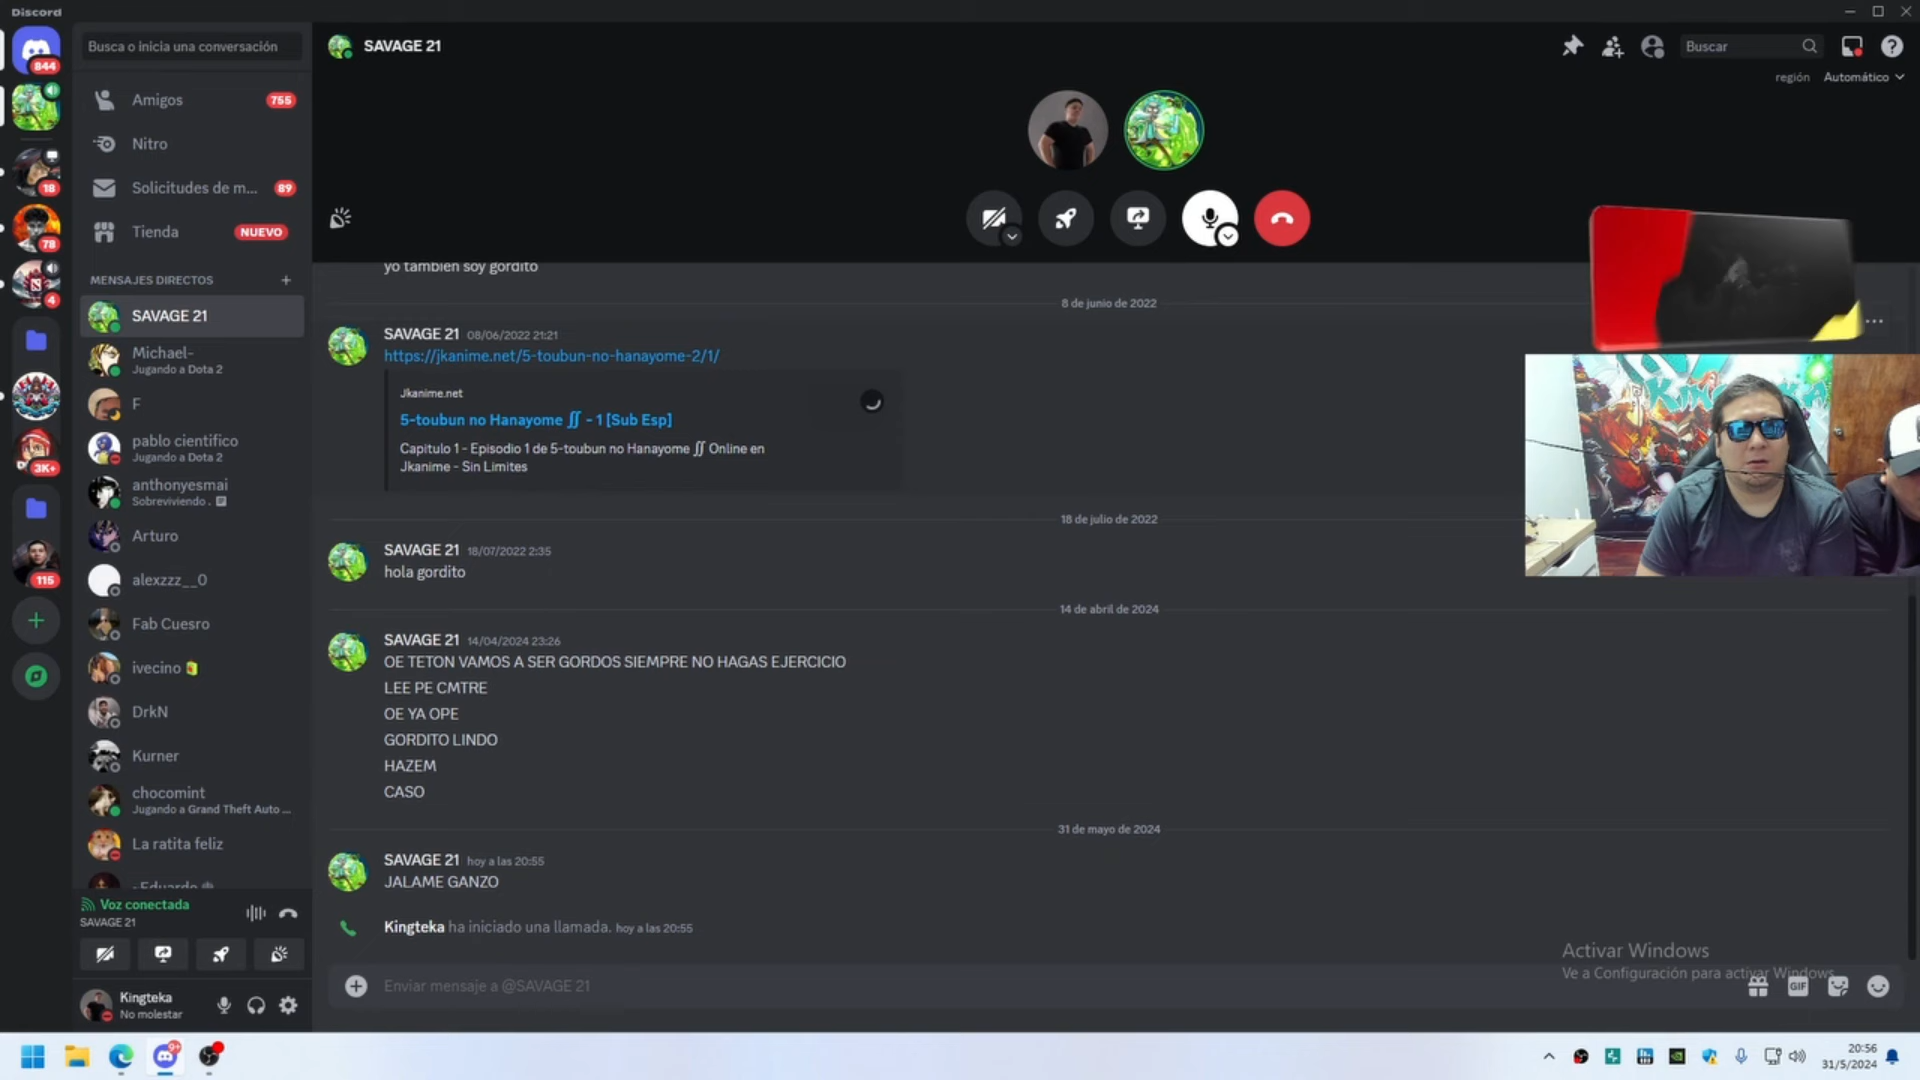 Discord
Busca o inicia una conversación
SAVAGE 21
Buscar
844
región
Automático
Amigos
755
Nitro
Solicitudes de m...
89
Tienda
NUEVO
18
78
4
3K+
115
MENSAJES DIRECTOS
SAVAGE 21
Michael-
Jugando a Dota 2
F
pablo cientifico
Jugando a Dota 2
anthonyesmai
Sobreviviendo .
Arturo
alexzzz__0
Fab Cuesro
ivecino
DrkN
Kurner
chocomint
Jugando a Grand Theft Auto ...
La ratita feliz
-Eduardo
Voz conectada
SAVAGE 21
Kingteka
No molestar
yo tambien soy gordito
8 de junio de 2022
SAVAGE 21 08/06/2022 21:21
https://jkanime.net/5-toubun-no-hanayome-2/1/
Jkanime.net
5-toubun no Hanayome ∬ - 1 [Sub Esp]
Capitulo 1 - Episodio 1 de 5-toubun no Hanayome ∬ Online en
Jkanime - Sin Limites
18 de julio de 2022
SAVAGE 21 18/07/2022 2:35
hola gordito
14 de abril de 2024
SAVAGE 21 14/04/2024 23:26
OE TETON VAMOS A SER GORDOS SIEMPRE NO HAGAS EJERCICIO
LEE PE CMTRE
OE YA OPE
GORDITO LINDO
HAZEM
CASO
31 de mayo de 2024
SAVAGE 21 hoy a las 20:55
JALAME GANZO
Kingteka ha iniciado una llamada. hoy a las 20:55
Enviar mensaje a @SAVAGE 21
GIF
Activar Windows
Ve a Configuración para activar Windows.
9+
20:56
31/5/2024